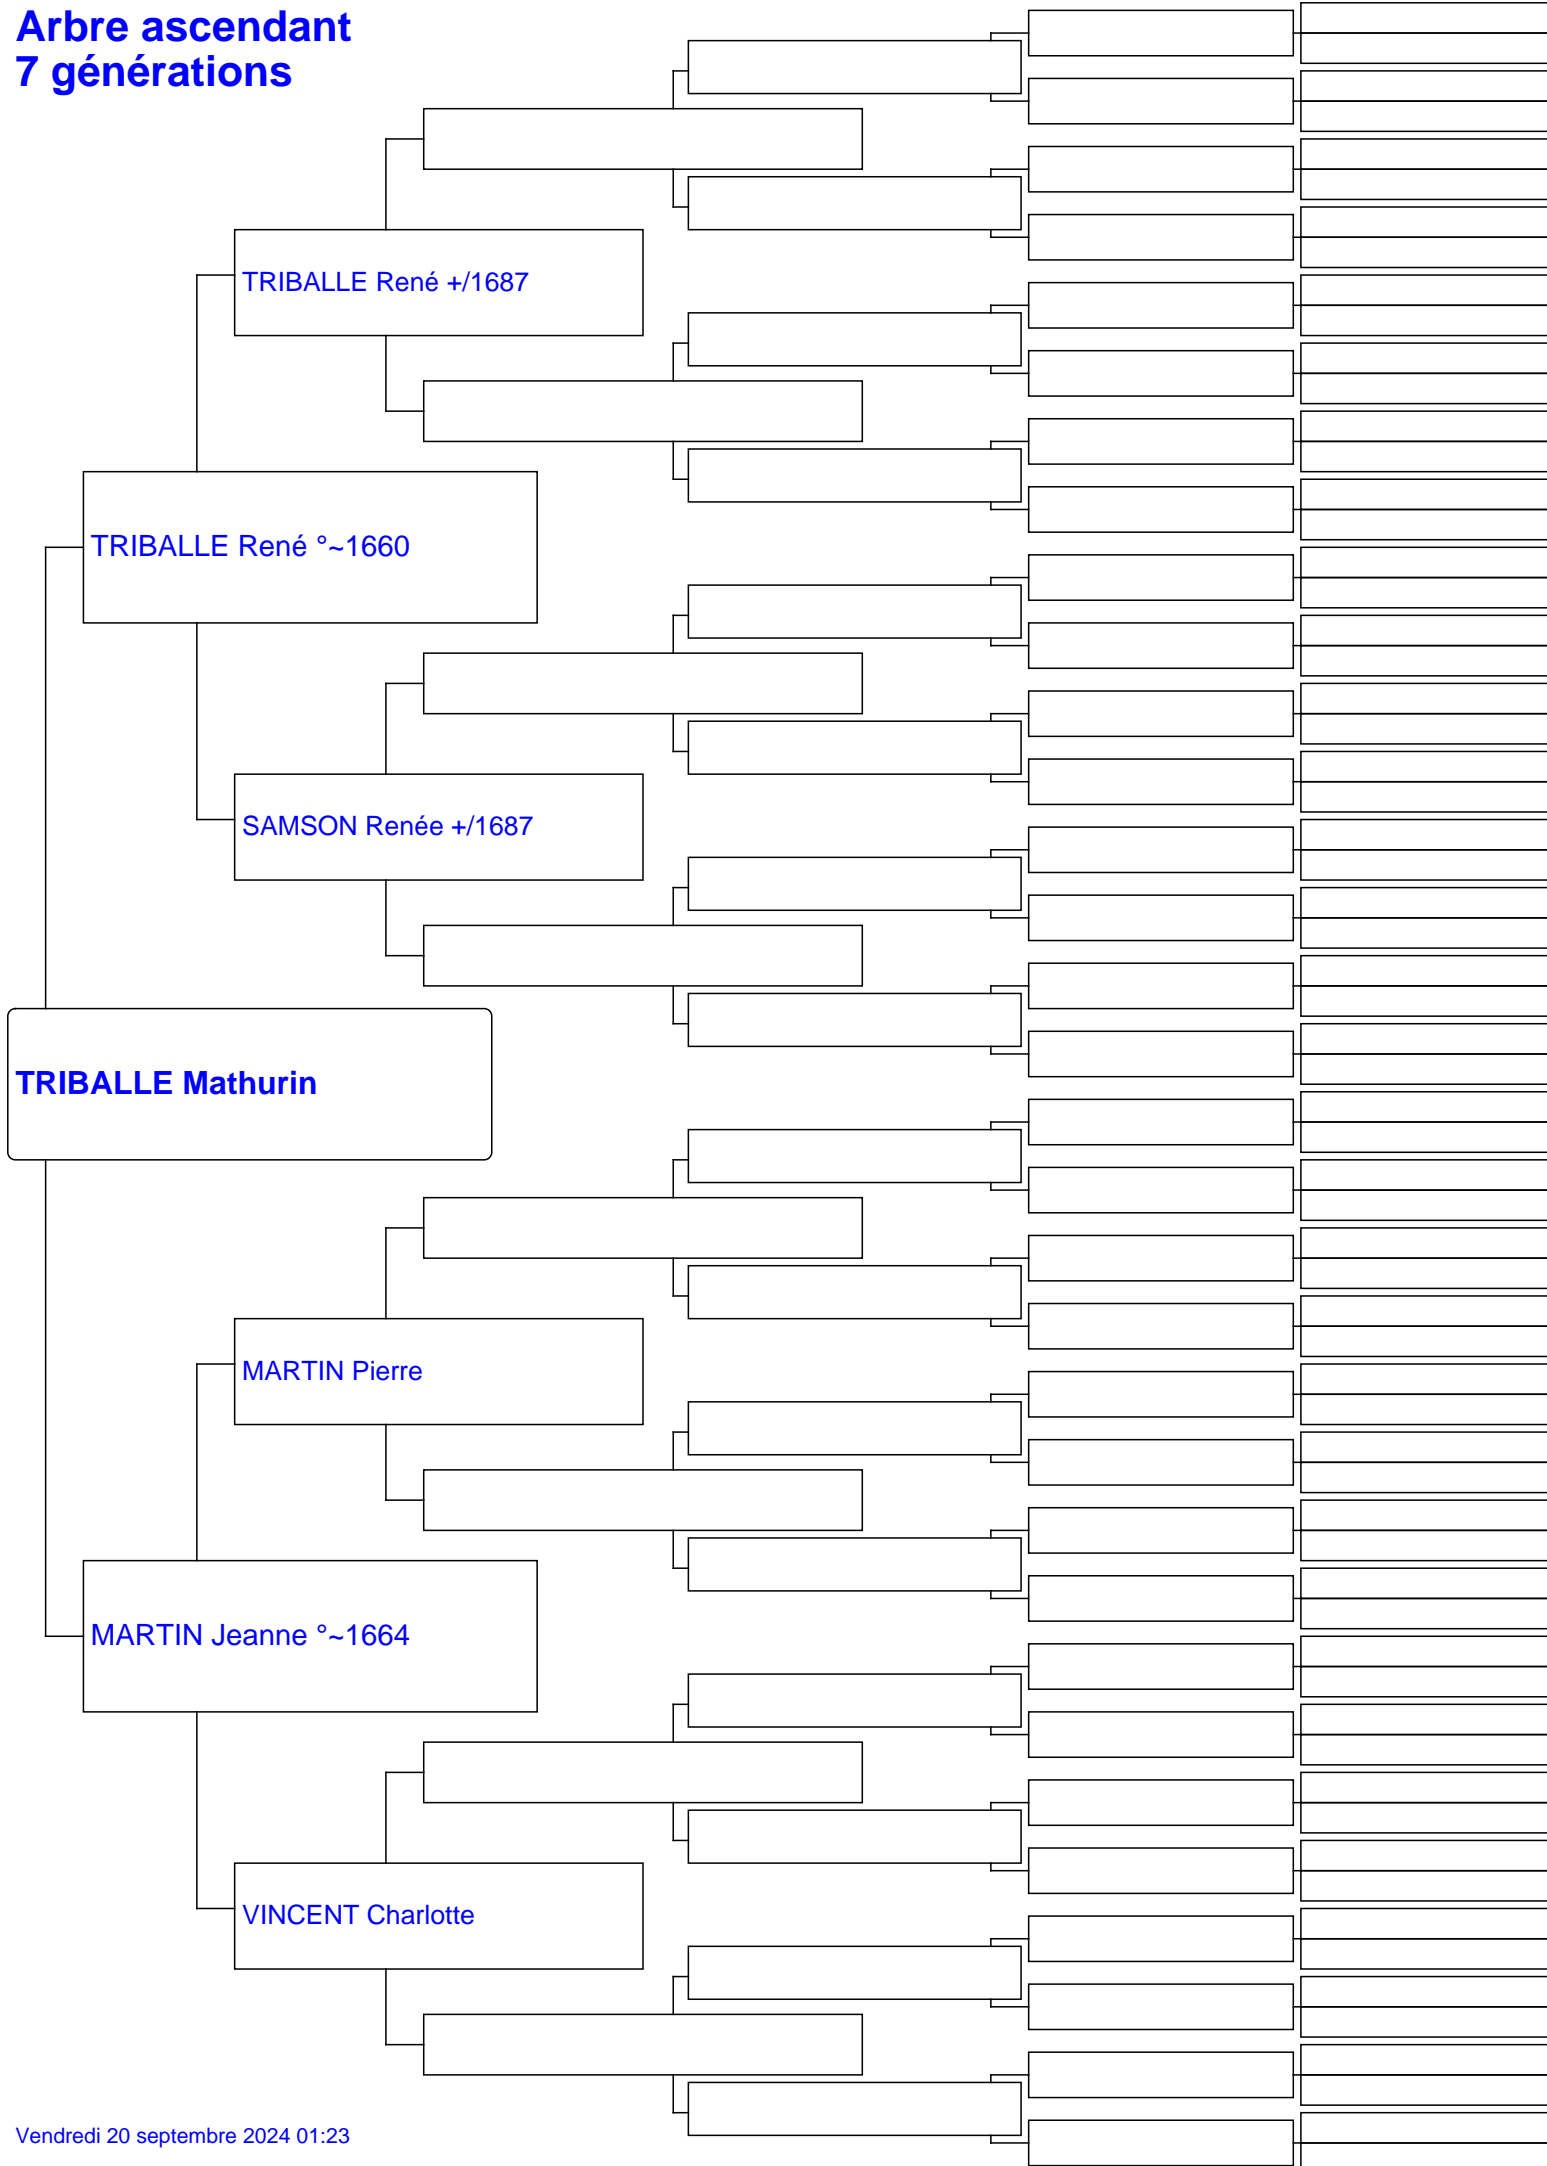 Arbre ascendant
7 générations
TRIBALLE René +/1687
TRIBALLE René °~1660
SAMSON Renée +/1687
TRIBALLE Mathurin
MARTIN Pierre
MARTIN Jeanne °~1664
VINCENT Charlotte
Vendredi 20 septembre 2024 01:23